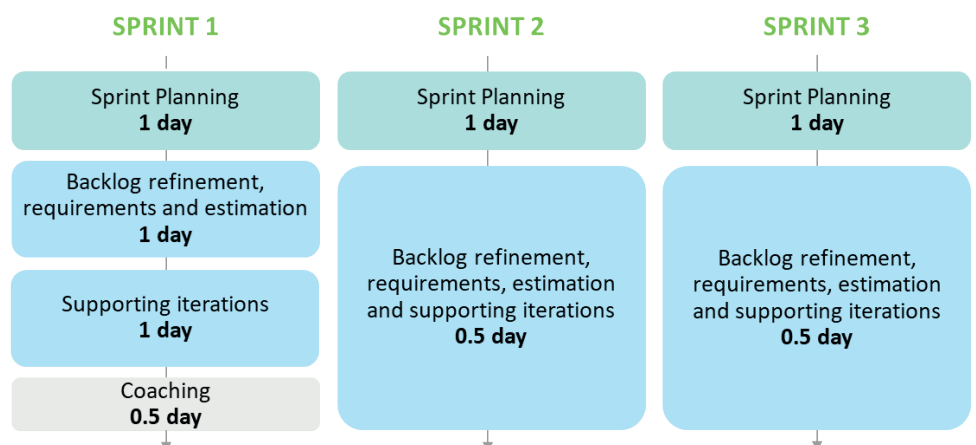 SPRINT 1
Sprint Planning
1 day
Backlog refinement,
requirements and estimation
1 day
Supporting iterations
1 day
Coaching
0.5 day
SPRINT 2
Sprint Planning
1 day
Backlog refinement,
requirements, estimation
and supporting iterations
0.5 day
SPRINT 3
Sprint Planning
1 day
Backlog refinement,
requirements, estimation
and supporting iterations
0.5 day